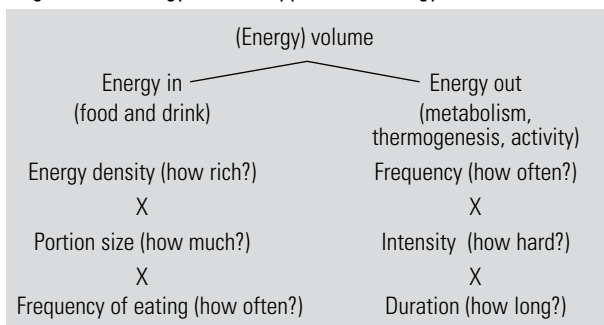 (Energy) volume
Energy in
(food and drink)
Energy out
(metabolism,
thermogenesis, activity)
Energy density (how rich?)
X
Portion size (how much?)
X
Frequency of eating (how often?)
Frequency (how often?)
X
Intensity (how hard?)
X
Duration (how long?)